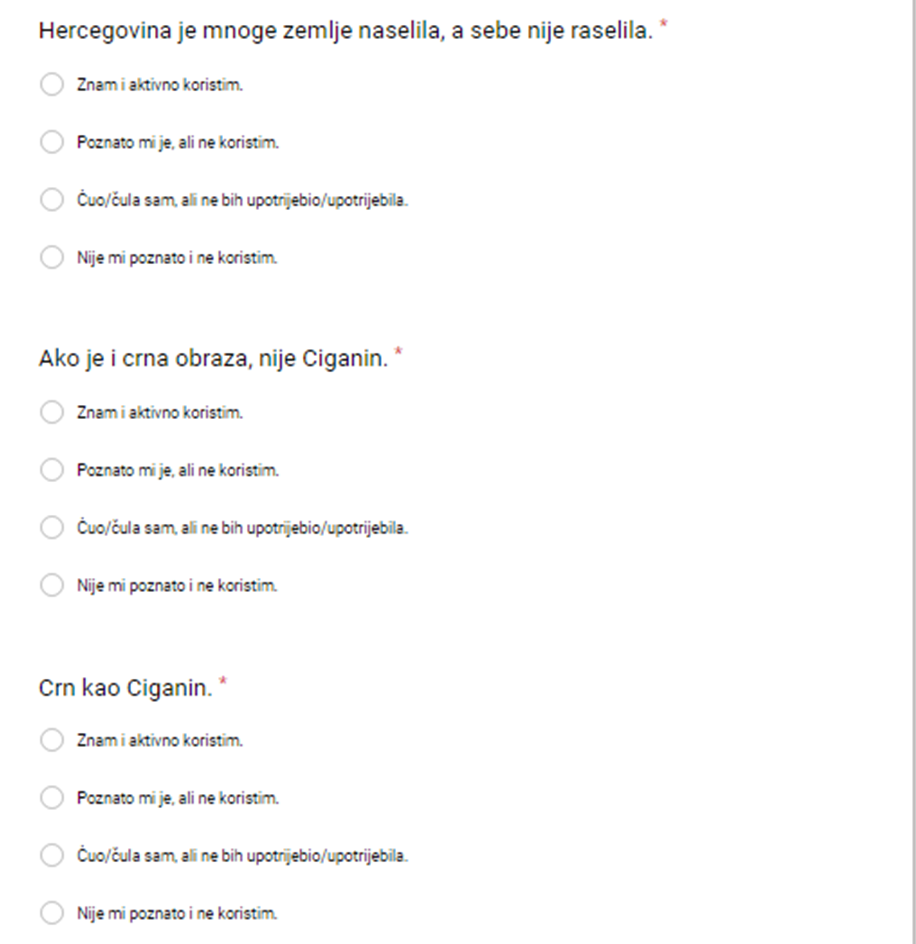 Hercegovina je mnoge zemlje naselila, a sebe nije raselila. *
Znam i aktivno koristim.
Poznato mi je, ali ne koristim.
Čuo/čula sam, ali ne bih upotrijebio/upotrijebila.
Nije mi poznato i ne koristim.
Ako je i crna obraza, nije Ciganin. *
Znam i aktivno koristim.
Poznato mi je, ali ne koristim.
Čuo/čula sam, ali ne bih upotrijebio/upotrijebila.
Nije mi poznato i ne koristim.
Crn kao Ciganin. *
Znam i aktivno koristim.
Poznato mi je, ali ne koristim.
Čuo/čula sam, ali ne bih upotrijebio/upotrijebila.
Nije mi poznato i ne koristim.